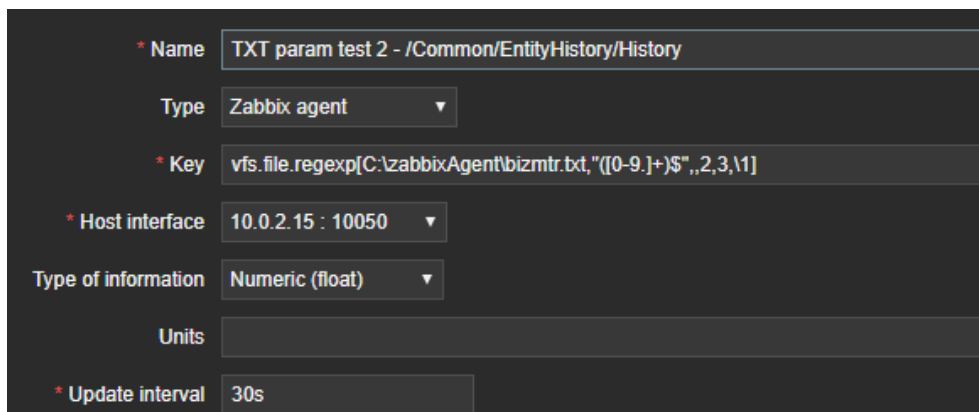 * Name TXT param test 2 - /Common/EntityHistory/History
Type Zabbix agent
* Key vfs.file.regexp[C:\zabbixAgent\bizmtr.txt,"([0-9.]+)$",,2,3,\1]
* Host interface 10.0.2.15 : 10050
Type of information Numeric (float)
Units
* Update interval 30s